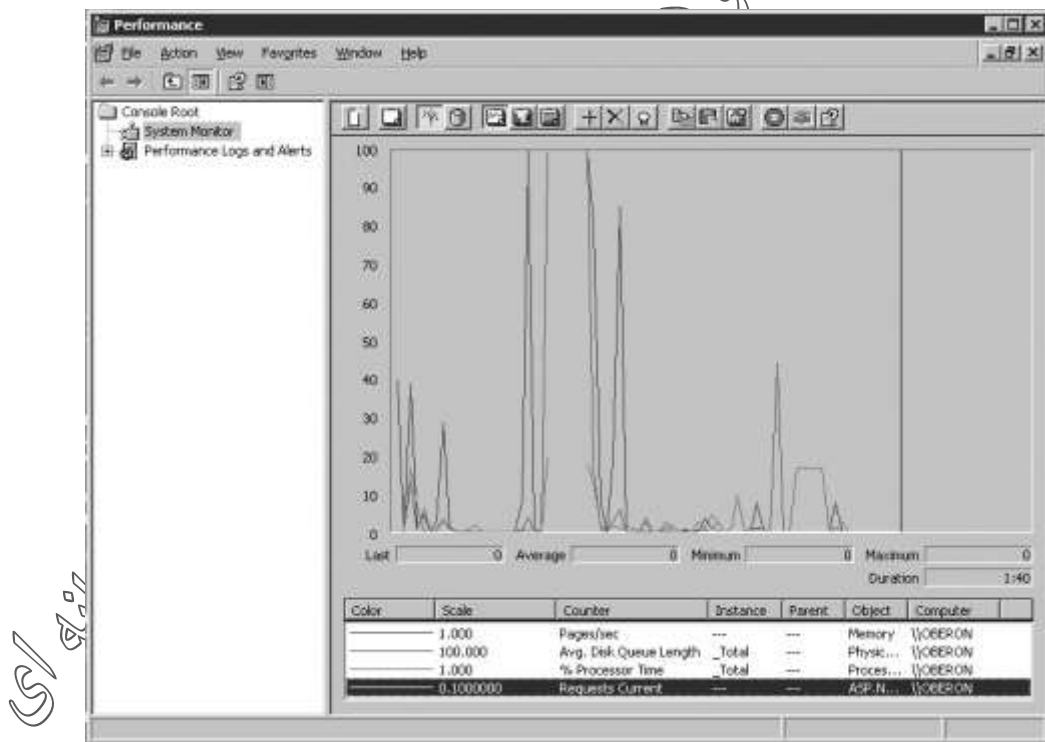 Performance
File Action View Favorites Window Help
Console Root
System Monitor
Performance Logs and Alerts
100
90
80
70
60
50
40
30
20
10
0
Last 0 Average 0 Minimum 0 Maximum 0
Duration 1:40
Color Scale Counter Instance Parent Object Computer
1.000 Pages/sec --- --- Memory \\OBERON
100.000 Avg. Disk Queue Length _Total --- Physic... \\OBERON
1.000 % Processor Time _Total --- Proces... \\OBERON
0.1000000 Requests Current --- --- ASP.N... \\OBERON